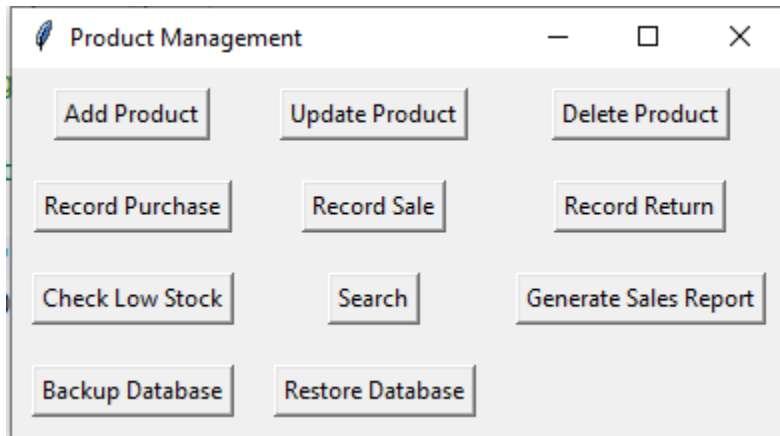 Product Management
Add Product Update Product Delete Product
Record Purchase Record Sale Record Return
Check Low Stock Search Generate Sales Report
Backup Database Restore Database